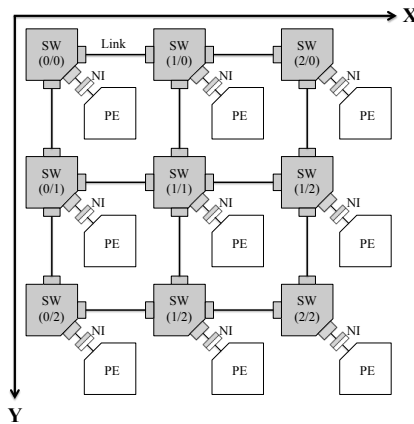 X
SW
(0/0)
Link
SW
(1/0)
SW
(2/0)
NI
NI
NI
PE
PE
PE
SW
(0/1)
SW
(1/1)
SW
(1/2)
NI
NI
NI
PE
PE
PE
SW
(0/2)
SW
(1/2)
SW
(2/2)
NI
NI
NI
PE
PE
PE
Y